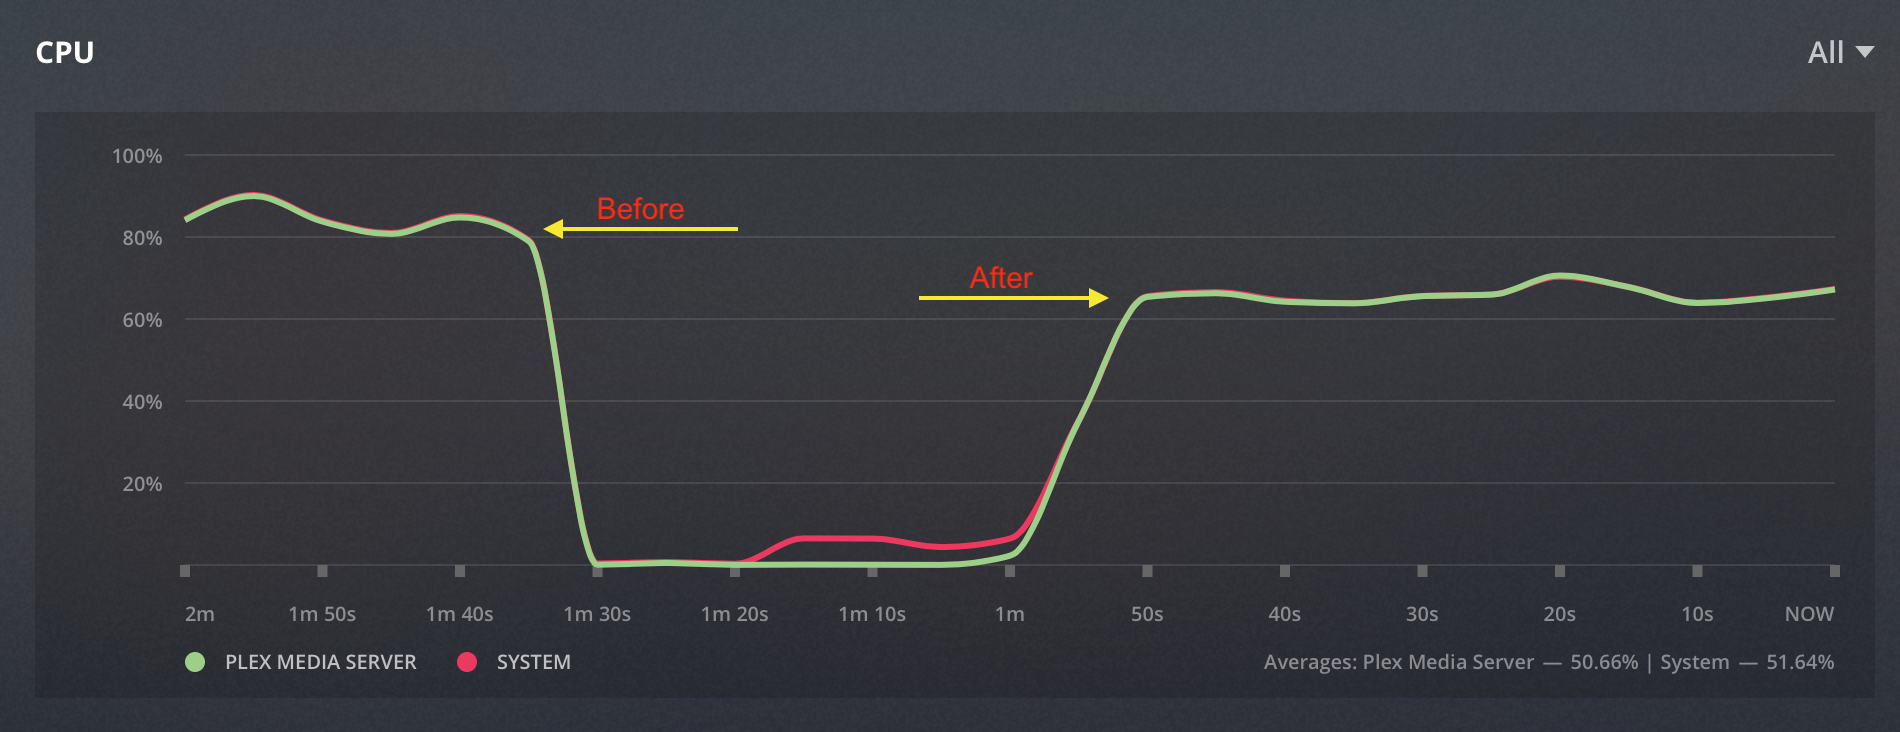 CPU
All
100%
Before
80%
After
60%
40%
20%
2m 1m 50s 1m 40s 1m 30s 1m 20s 1m 10s 1m 50s 40s 30s 20s 10s NOW
PLEX MEDIA SERVER SYSTEM Averages: Plex Media Server — 50.66% | System — 51.64%